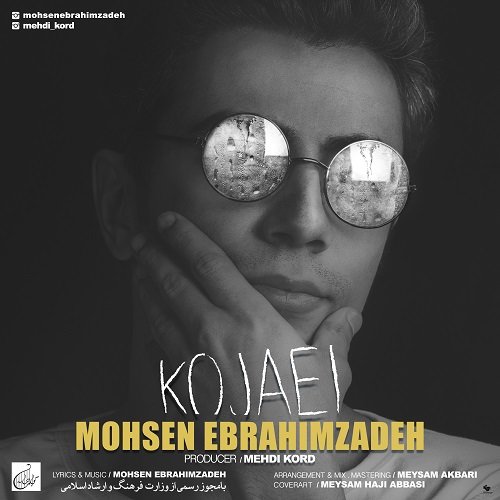 mohsenebrahimzadeh
mehdi_kord
KOJAEI
MOHSEN EBRAHIMZADEH
PRODUCER / MEHDI KORD
LYRICS & MUSIC / MOHSEN EBRAHIMZADEH
ARRANGEMENT & MIX , MASTERING / MEYSAM AKBARI
بامجوز رسمی از وزارت فرهنگ و ارشاد اسلامی
COVERART / MEYSAM HAJI ABBASI